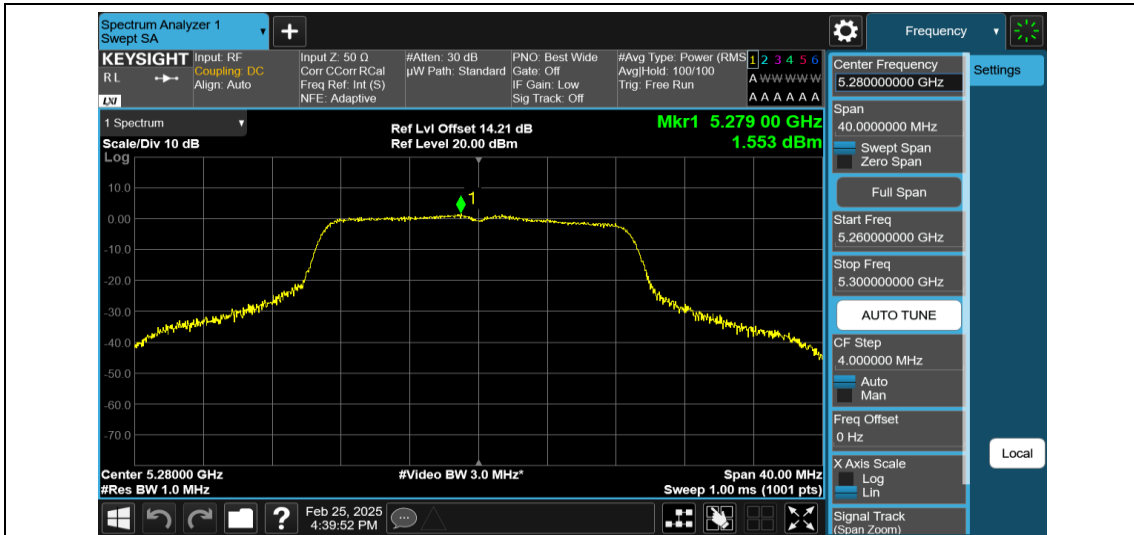 Spectrum Analyzer 1
Swept SA
Frequency
KEYSIGHT
R L
LXI
Input: RF
Coupling: DC
Align: Auto
Input Z: 50 Ω
Corr CCorr RCal
Freq Ref: Int (S)
NFE: Adaptive
#Atten: 30 dB
µW Path: Standard
PNO: Best Wide
Gate: Off
IF Gain: Low
Sig Track: Off
#Avg Type: Power (RMS
Avg|Hold: 100/100
Trig: Free Run
1 2 3 4 5 6
A W W W W W
A A A A A A
1 Spectrum
Scale/Div 10 dB
Log
Ref Lvl Offset 14.21 dB
Ref Level 20.00 dBm
Mkr1 5.279 00 GHz
1.553 dBm
1
10.0
0.00
-10.0
-20.0
-30.0
-40.0
-50.0
-60.0
-70.0
Center 5.28000 GHz
#Res BW 1.0 MHz
#Video BW 3.0 MHz*
Span 40.00 MHz
Sweep 1.00 ms (1001 pts)
?
Feb 25, 2025
4:39:52 PM
Center Frequency
5.280000000 GHz
Settings
Span
40.0000000 MHz
Swept Span
Zero Span
Full Span
Start Freq
5.260000000 GHz
Stop Freq
5.300000000 GHz
AUTO TUNE
CF Step
4.000000 MHz
Auto
Man
Freq Offset
0 Hz
X Axis Scale
Log
Lin
Signal Track
(Span Zoom)
Local